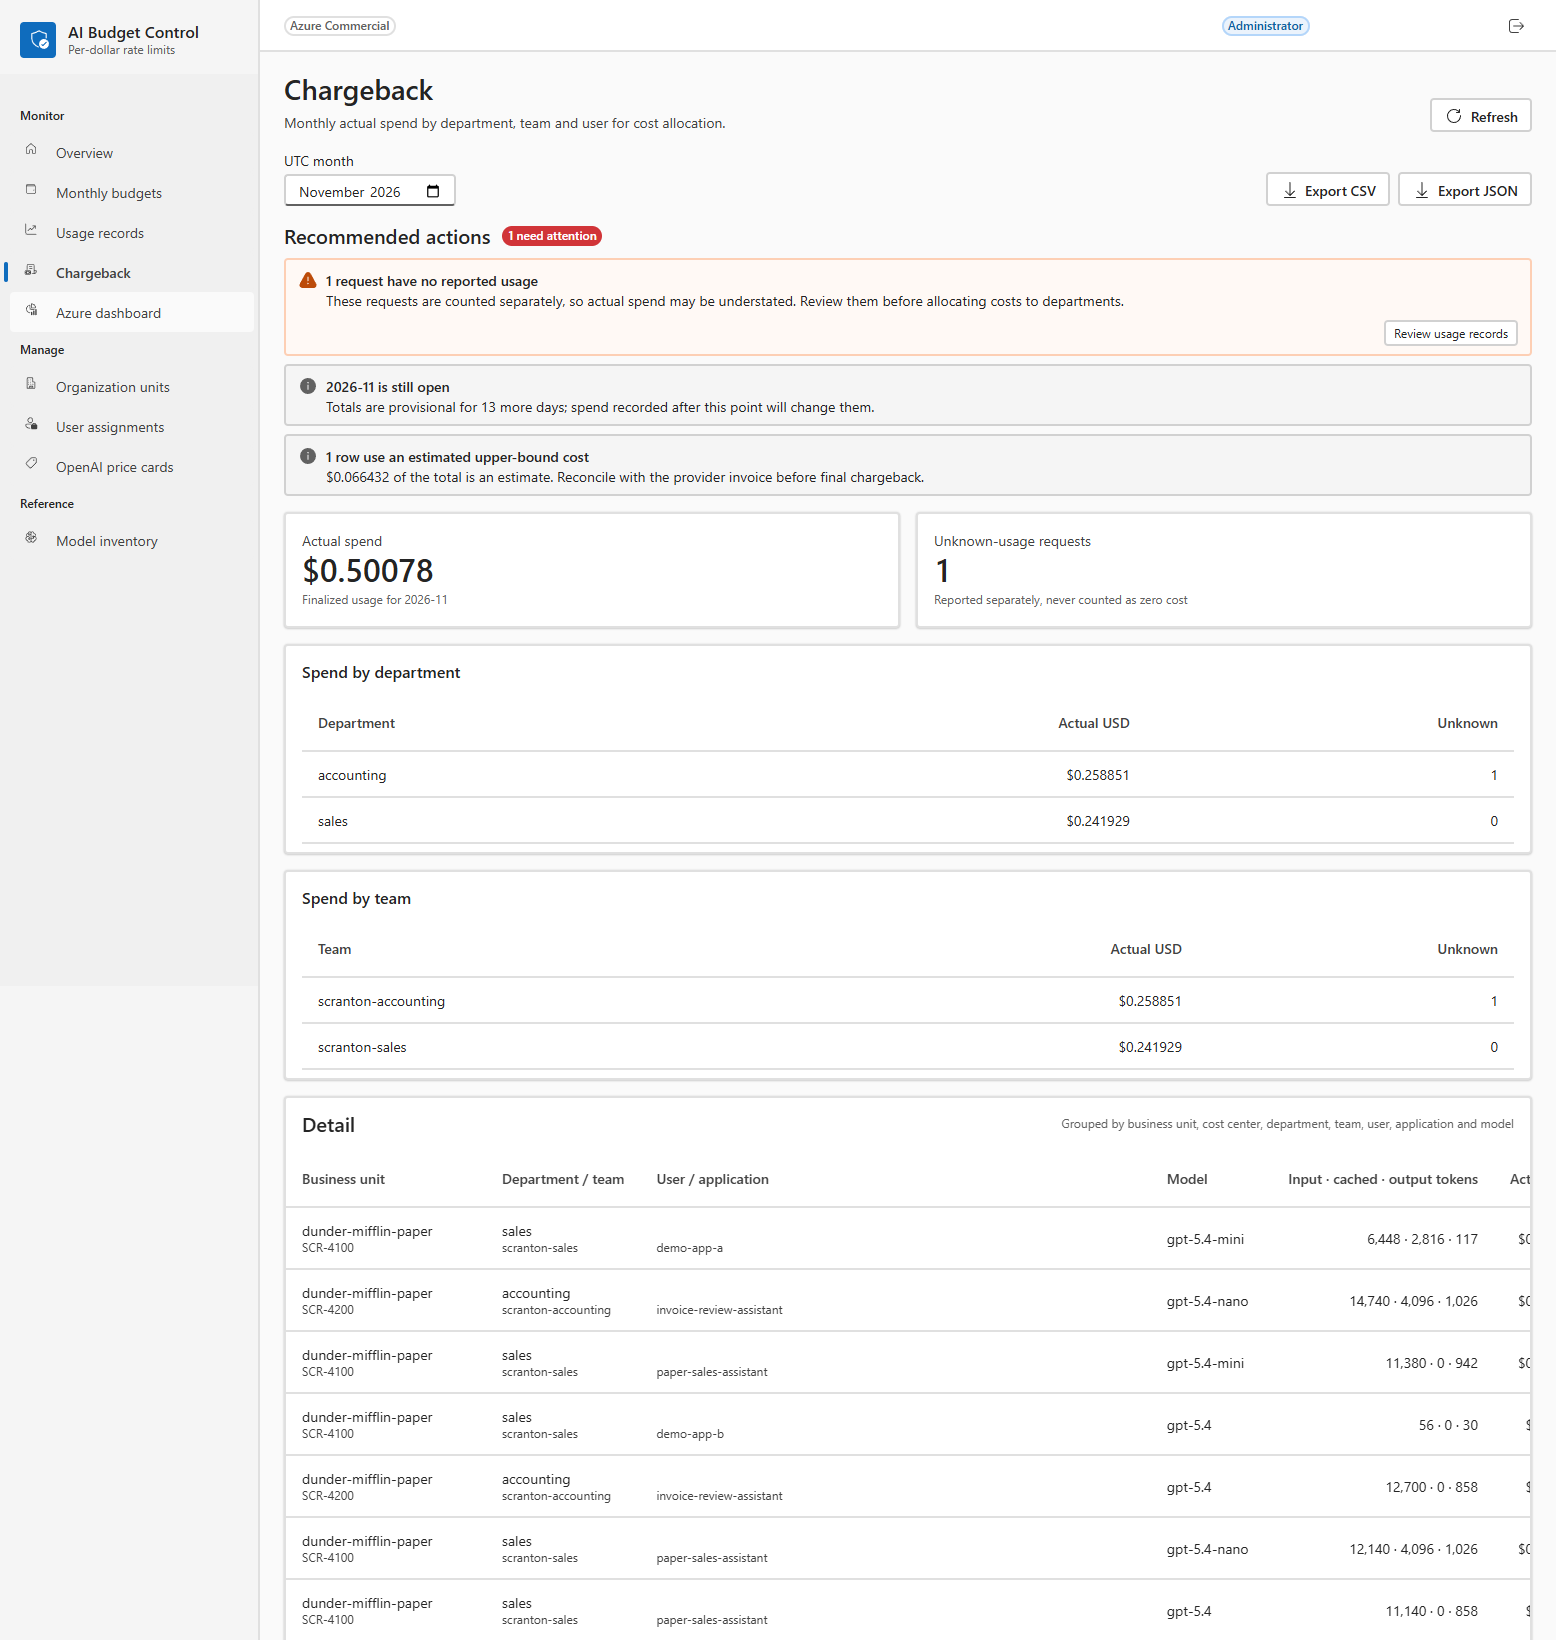 AI Budget Control
Per-dollar rate limits
Monitor
Overview
Monthly budgets
Usage records
Chargeback
Azure dashboard
Manage
Organization units
User assignments
OpenAI price cards
Reference
Model inventory
Azure Commercial
Administrator
Chargeback
Monthly actual spend by department, team and user for cost allocation.
Refresh
UTC month
November 2026
Export CSV
Export JSON
Recommended actions
1 need attention
1 request have no reported usage
These requests are counted separately, so actual spend may be understated. Review them before allocating costs to departments.
Review usage records
2026-11 is still open
Totals are provisional for 13 more days; spend recorded after this point will change them.
1 row use an estimated upper-bound cost
$0.066432 of the total is an estimate. Reconcile with the provider invoice before final chargeback.
Actual spend
$0.50078
Finalized usage for 2026-11
Unknown-usage requests
1
Reported separately, never counted as zero cost
Spend by department
Department Actual USD Unknown
accounting $0.258851 1
sales $0.241929 0
Spend by team
Team Actual USD Unknown
scranton-accounting $0.258851 1
scranton-sales $0.241929 0
Detail
Grouped by business unit, cost center, department, team, user, application and model
Business unit Department / team User / application Model Input · cached · output tokens Act
dunder-mifflin-paper sales
SCR-4100 scranton-sales demo-app-a gpt-5.4-mini 6,448 · 2,816 · 117 $0
dunder-mifflin-paper accounting
SCR-4200 scranton-accounting invoice-review-assistant gpt-5.4-nano 14,740 · 4,096 · 1,026 $0
dunder-mifflin-paper sales
SCR-4100 scranton-sales paper-sales-assistant gpt-5.4-mini 11,380 · 0 · 942 $0
dunder-mifflin-paper sales
SCR-4100 scranton-sales demo-app-b gpt-5.4 56 · 0 · 30 $
dunder-mifflin-paper accounting
SCR-4200 scranton-accounting invoice-review-assistant gpt-5.4 12,700 · 0 · 858 $
dunder-mifflin-paper sales
SCR-4100 scranton-sales paper-sales-assistant gpt-5.4-nano 12,140 · 4,096 · 1,026 $0
dunder-mifflin-paper sales
SCR-4100 scranton-sales paper-sales-assistant gpt-5.4 11,140 · 0 · 858 $